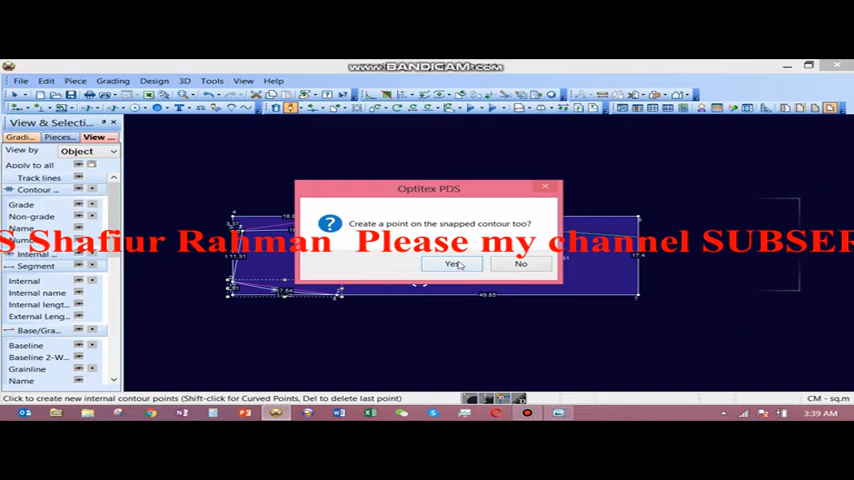 www.BANDICAM.com
File Edit Piece Grading Design 3D Tools View Help
View & Selecti...
Gradi... Pieces... View ...
View by Object
Apply to all
Track lines
Contour ...
Grade
Non-grade
Internal ...
Segment
Internal
Internal name
Internal lengt...
External Leng...
Base/Gra...
Baseline
Baseline 2-W...
Grainline
Name
Optitex PDS
Create a point on the snapped contour too?
Yes No
S Shafiur Rahman Please my channel SUBSER
49.85
17.4
Click to create new internal contour points (Shift-click for Curved Points, Del to delete last point) CM - sq.m
3:39 AM